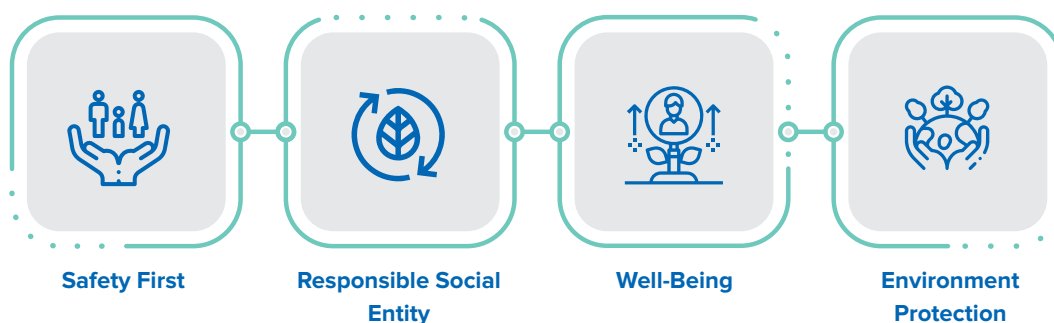 Safety First
Responsible Social
Entity
Well-Being
Environment
Protection